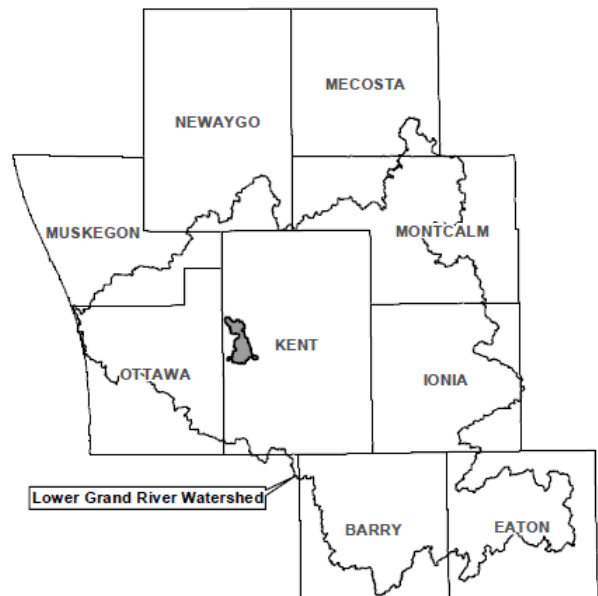 MECOSTA
NEWAYGO
MUSKEGON
MONTCALM
KENT
OTTAWA
IONIA
Lower Grand River Watershed
BARRY
EATON